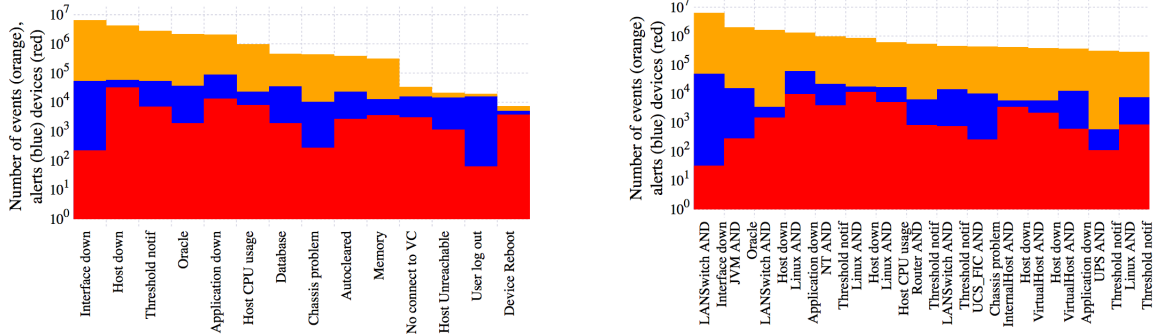 Number of events (orange),
alerts (blue) devices (red)
10^7
10^6
10^5
10^4
10^3
10^2
10^1
10^0
Interface down
Host down
Threshold notif
Oracle
Application down
Host CPU usage
Database
Chassis problem
Autocleared
Memory
No connect to VC
Host Unreachable
User log out
Device Reboot
Number of events (orange)
alerts (blue) devices (red)
10^7
10^6
10^5
10^4
10^3
10^2
10^1
10^0
LANSwitch AND
Interface down
JVM AND
Oracle
LANSwitch AND
Host down
Linux AND
Application down
NT AND
Threshold notif
Linux AND
Host down
Linux AND
Host CPU usage
Router AND
Threshold notif
LANSwitch AND
Threshold notif
UCS_FIC AND
Chassis problem
InternalHost AND
Host down
VirtualHost AND
Host down
VirtualHost AND
Application down
UPS AND
Threshold notif
Linux AND
Threshold notif